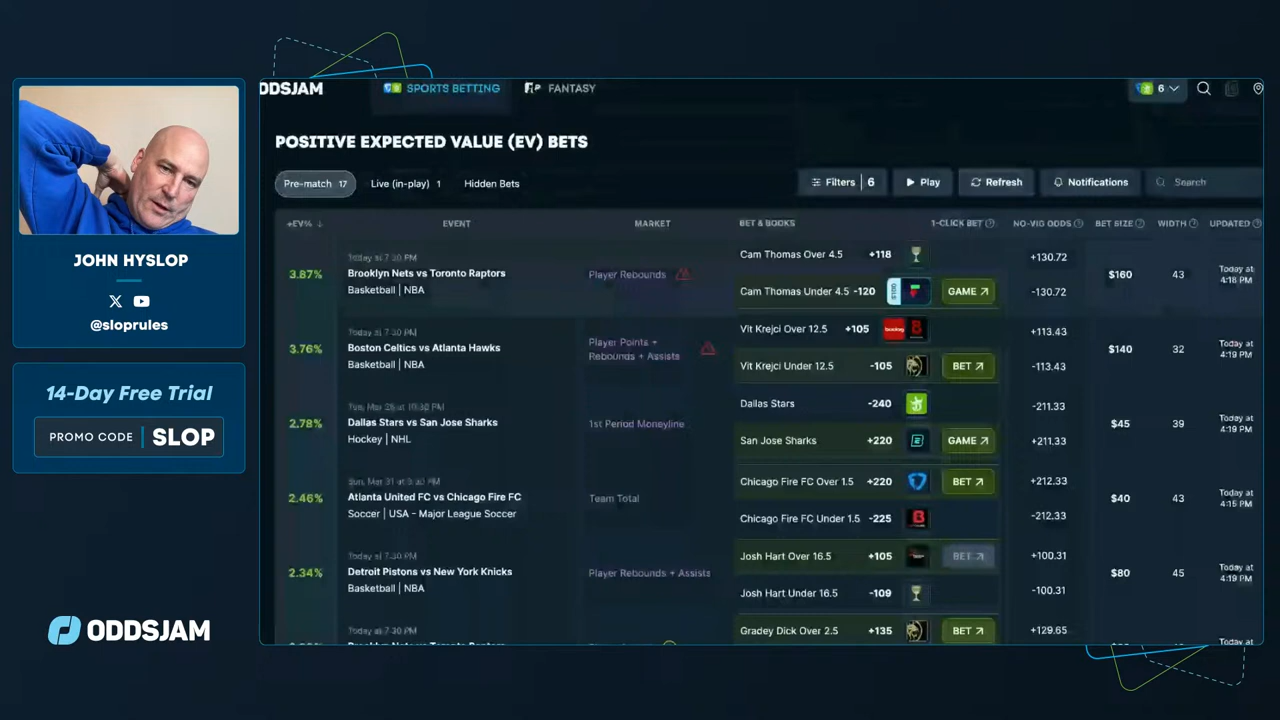 ODDSJAM
SPORTS BETTING
FANTASY
6
POSITIVE EXPECTED VALUE (EV) BETS
Pre-match 17
Live (in-play) 1
Hidden Bets
Filters 6
Play
Refresh
Notifications
Search
+EV% ↓ EVENT MARKET BET & BOOKS 1-CLICK BET NO-VIG ODDS BET SIZE WIDTH UPDATED
Today at 7:30 PM
3.87%
Brooklyn Nets vs Toronto Raptors
Basketball | NBA
Player Rebounds
Cam Thomas Over 4.5 +118
Cam Thomas Under 4.5 -120
GAME
+130.72
-130.72
$160
43
Today at
4:18 PM
Today at 7:30 PM
3.76%
Boston Celtics vs Atlanta Hawks
Basketball | NBA
Player Points +
Rebounds + Assists
Vit Krejci Over 12.5 +105
Vit Krejci Under 12.5 -105
BET
+113.43
-113.43
$140
32
Today at
4:19 PM
Tue, Mar 26 at 10:30 PM
2.78%
Dallas Stars vs San Jose Sharks
Hockey | NHL
1st Period Moneyline
Dallas Stars -240
San Jose Sharks +220
GAME
-211.33
+211.33
$45
39
Today at
4:19 PM
2.46%
Atlanta United FC vs Chicago Fire FC
Soccer | USA - Major League Soccer
Team Total
Chicago Fire FC Over 1.5 +220
BET
Chicago Fire FC Under 1.5 -225
+212.33
-212.33
$40
43
Today at
4:15 PM
Today at 7:30 PM
2.34%
Detroit Pistons vs New York Knicks
Basketball | NBA
Player Rebounds + Assists
Josh Hart Over 16.5 +105
BET
Josh Hart Under 16.5 -109
+100.31
-100.31
$80
45
Today at
4:19 PM
Today at 7:30 PM
Gradey Dick Over 2.5 +135
BET
+129.65
Today at
JOHN HYSLOP
@sloprules
14-Day Free Trial
PROMO CODE SLOP
ODDSJAM